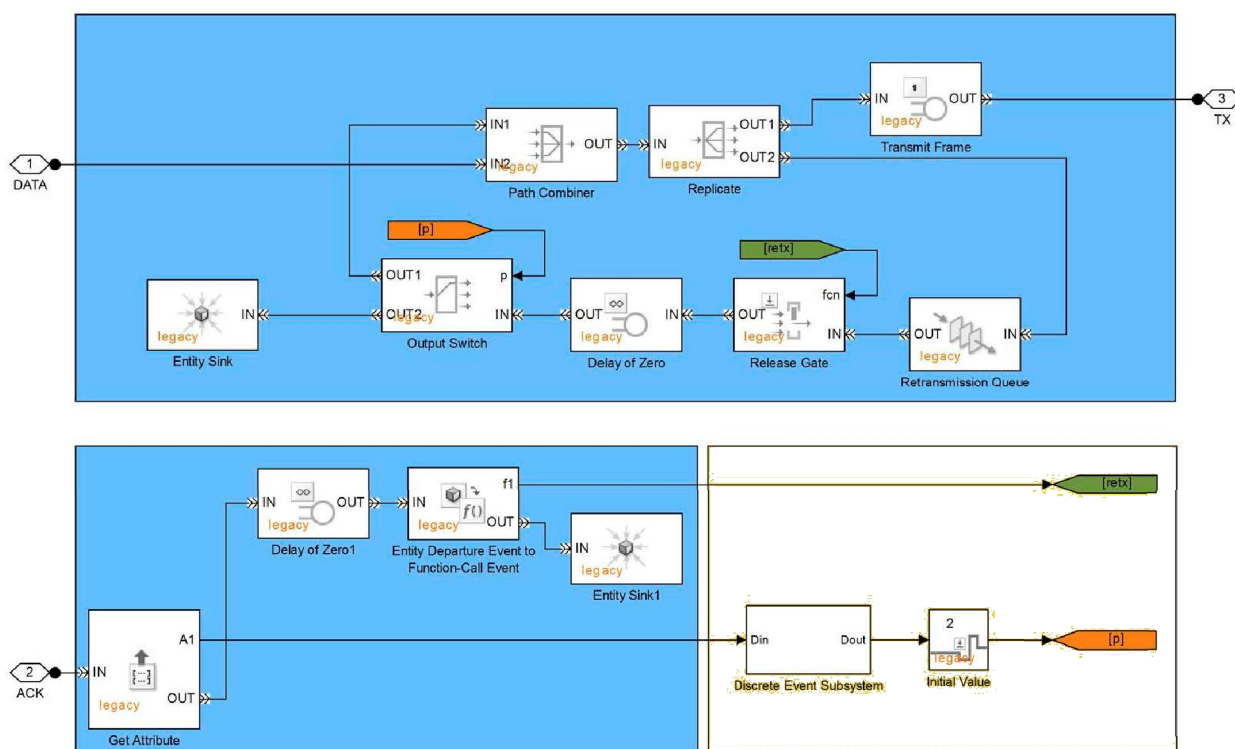 IN
OUT
legacy
Transmit Frame
3
TX
IN1
IN2
OUT
legacy
Path Combiner
IN
OUT1
OUT2
legacy
Replicate
1
DATA
[p]
[retx]
OUT1
p
OUT2
IN
legacy
Output Switch
IN
legacy
Entity Sink
OUT
IN
legacy
Delay of Zero
fcn
OUT
IN
legacy
Release Gate
OUT
IN
legacy
Retransmission Queue
IN
OUT
legacy
Delay of Zero1
IN
f1
f()
OUT
legacy
Entity Departure Event to
Function-Call Event
IN
legacy
Entity Sink1
[retx]
2
ACK
IN
A1
[...]
OUT
legacy
Get Attribute
Din
Dout
Discrete Event Subsystem
2
legacy
Initial Value
[p]